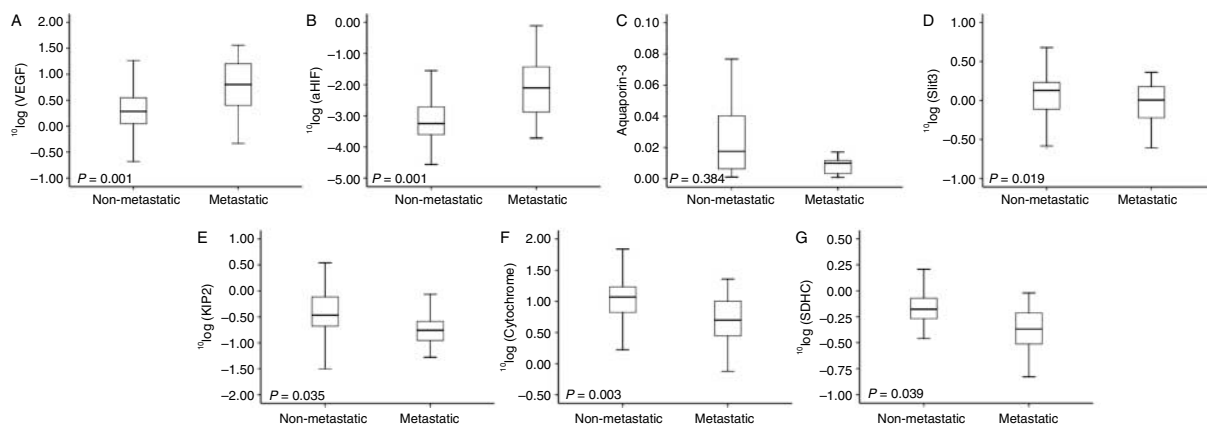 A
2.00
1.50
1.00
0.50
0.00
−0.50
−1.00
¹⁰log (VEGF)
P = 0.001
Non-metastatic Metastatic
B
0.00
−1.00
−2.00
−3.00
−4.00
−5.00
¹⁰log (aHIF)
P = 0.001
Non-metastatic Metastatic
C
0.10
0.08
0.06
0.04
0.02
0.00
Aquaporin-3
P = 0.384
Non-metastatic Metastatic
D
1.00
0.50
0.00
−0.50
−1.00
¹⁰log (Slit3)
P = 0.019
Non-metastatic Metastatic
E
1.00
0.50
0.00
−0.50
−1.00
−1.50
−2.00
¹⁰log (KIP2)
P = 0.035
Non-metastatic Metastatic
F
2.00
1.50
1.00
0.50
0.00
−0.50
¹⁰log (Cytochrome)
P = 0.003
Non-metastatic Metastatic
G
0.50
0.25
−0.00
−0.25
−0.50
−0.75
−1.00
¹⁰log (SDHC)
P = 0.039
Non-metastatic Metastatic